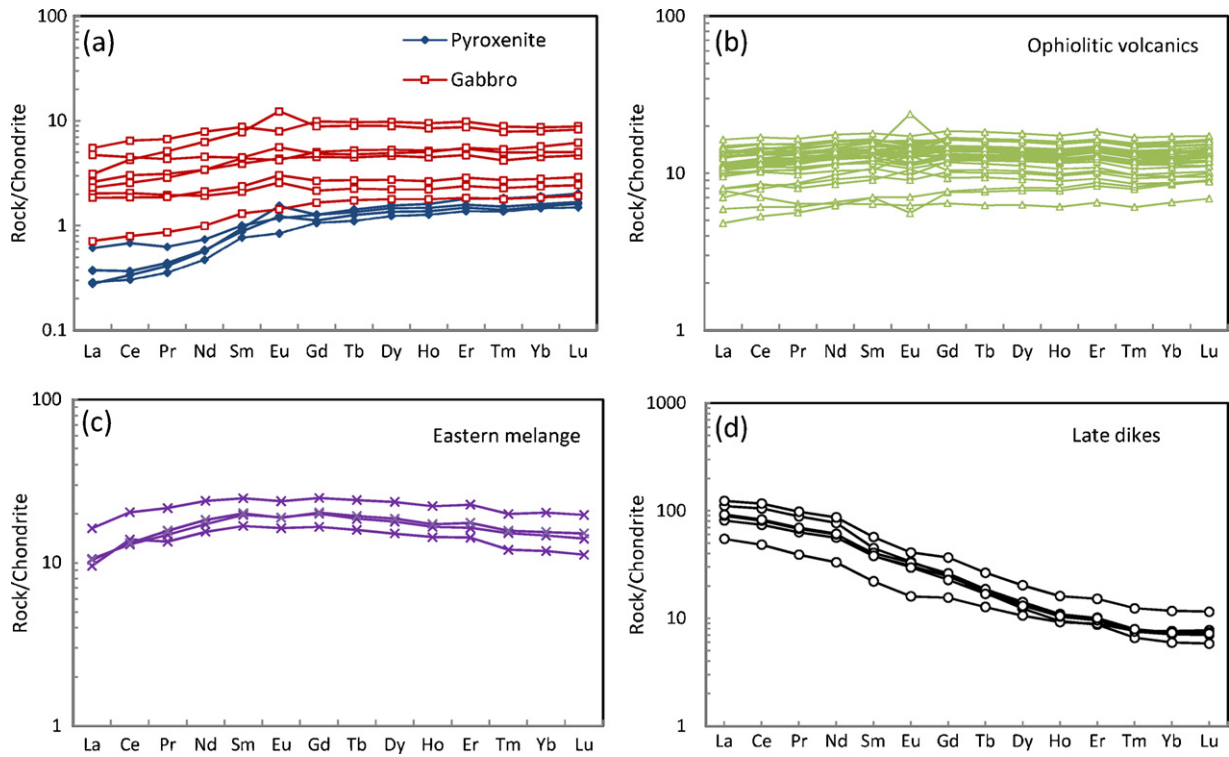 (a)
Pyroxenite
Gabbro
100
10
1
0.1
Rock/Chondrite
La Ce Pr Nd Sm Eu Gd Tb Dy Ho Er Tm Yb Lu
(b)
Ophiolitic volcanics
100
10
1
Rock/Chondrite
La Ce Pr Nd Sm Eu Gd Tb Dy Ho Er Tm Yb Lu
(c)
Eastern melange
100
10
1
Rock/Chondrite
La Ce Pr Nd Sm Eu Gd Tb Dy Ho Er Tm Yb Lu
(d)
Late dikes
1000
100
10
1
Rock/Chondrite
La Ce Pr Nd Sm Eu Gd Tb Dy Ho Er Tm Yb Lu